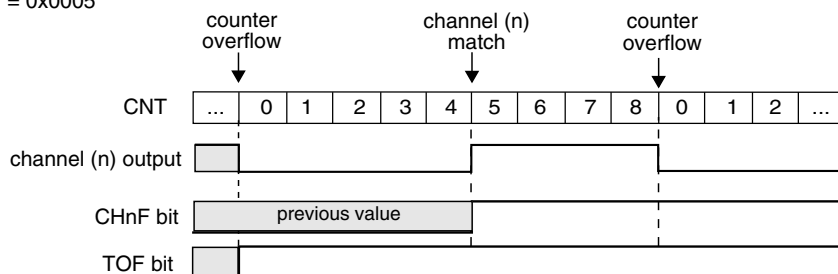 = 0x0005
counter overflow
channel (n) match
counter overflow
CNT ... 0 1 2 3 4 5 6 7 8 0 1 2 ...
channel (n) output
CHnF bit previous value
TOF bit